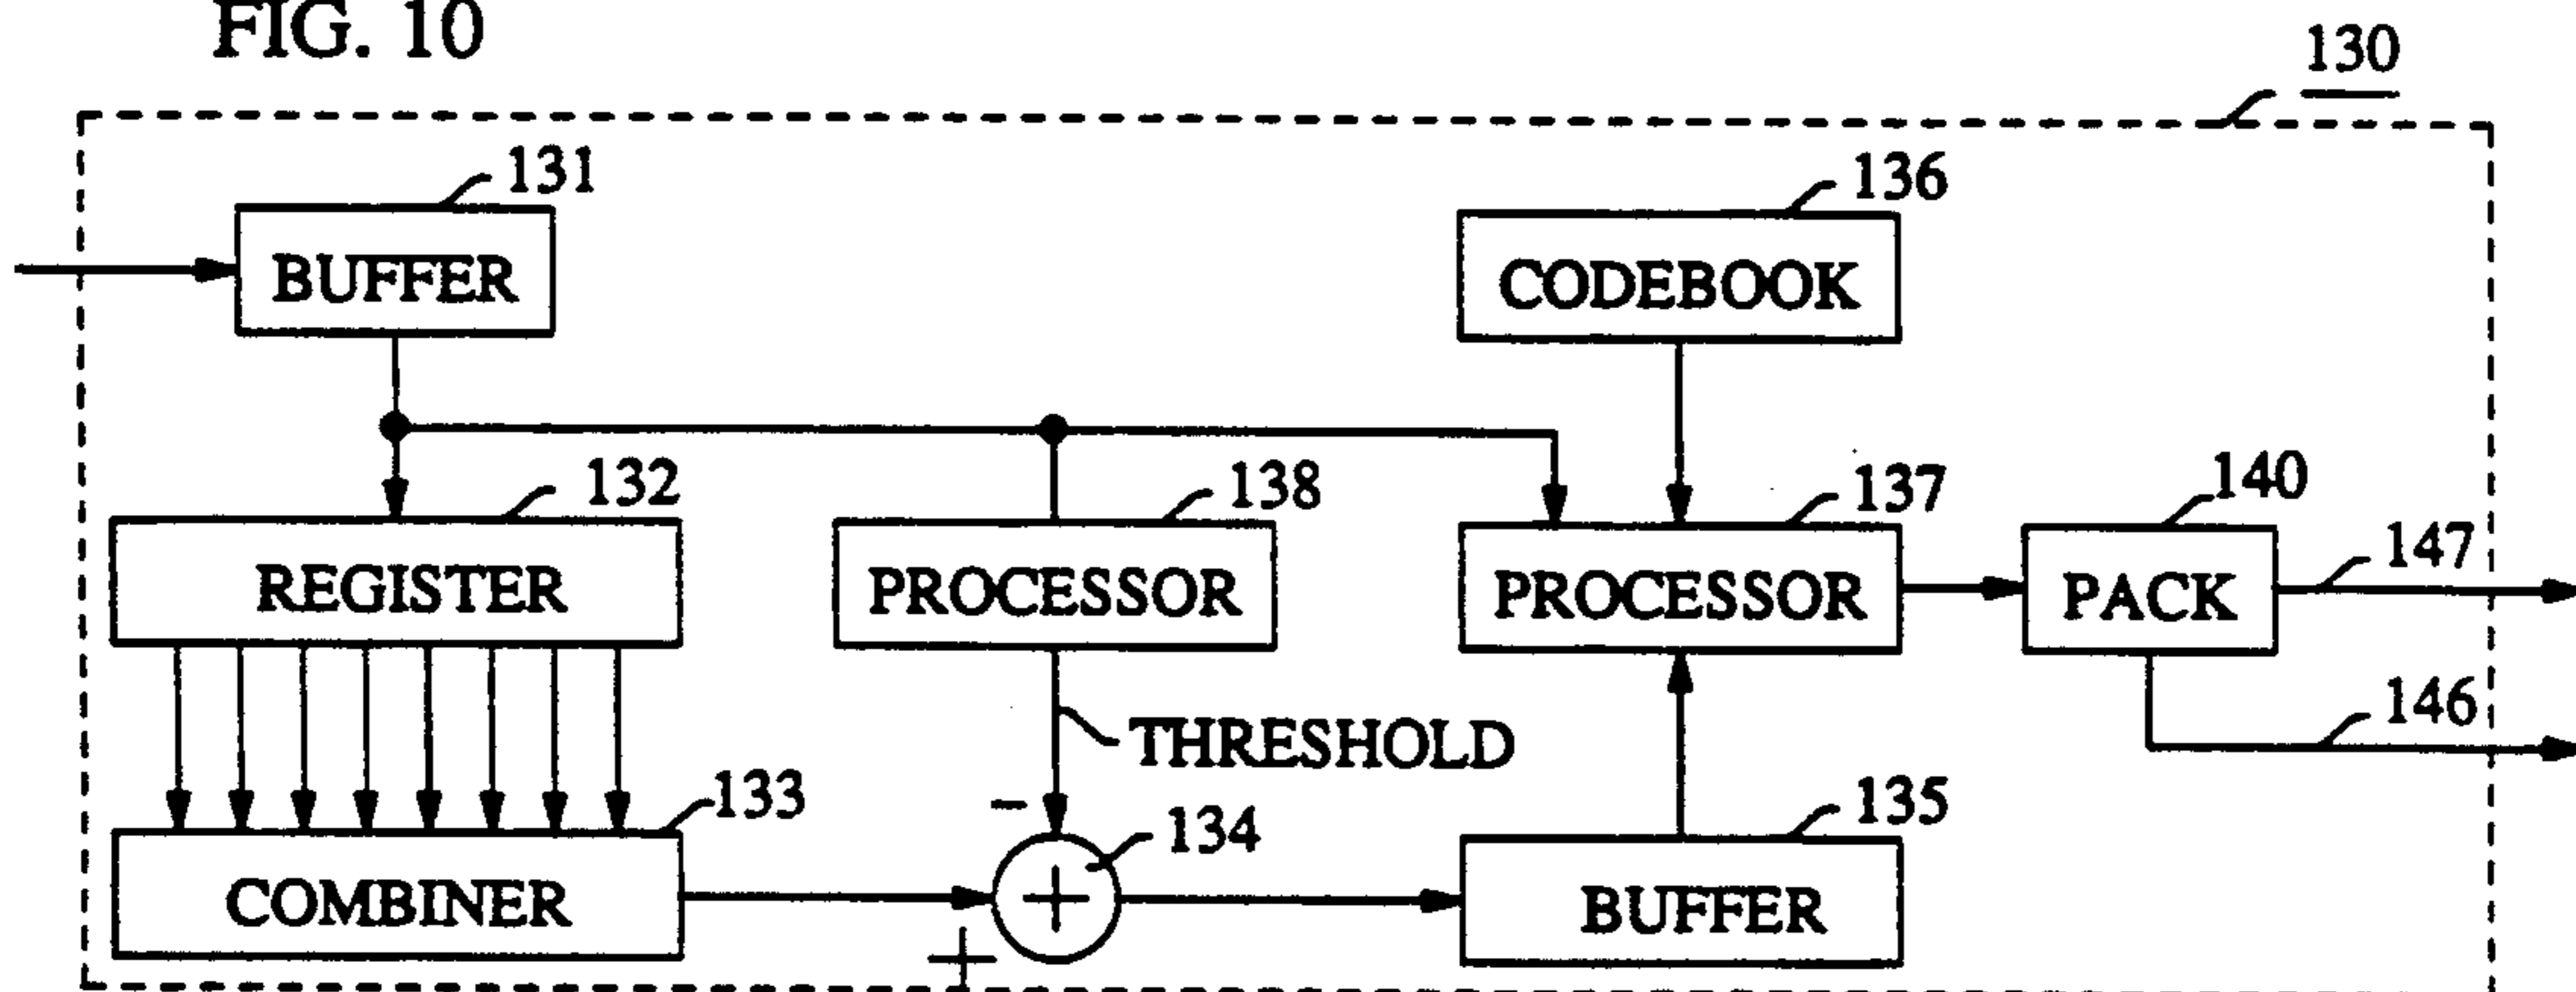 FIG. 10
130
131
BUFFER
136
CODEBOOK
132
REGISTER
138
PROCESSOR
137
PROCESSOR
140
PACK
147
146
THRESHOLD
133
COMBINER
−
+
134
+
135
BUFFER